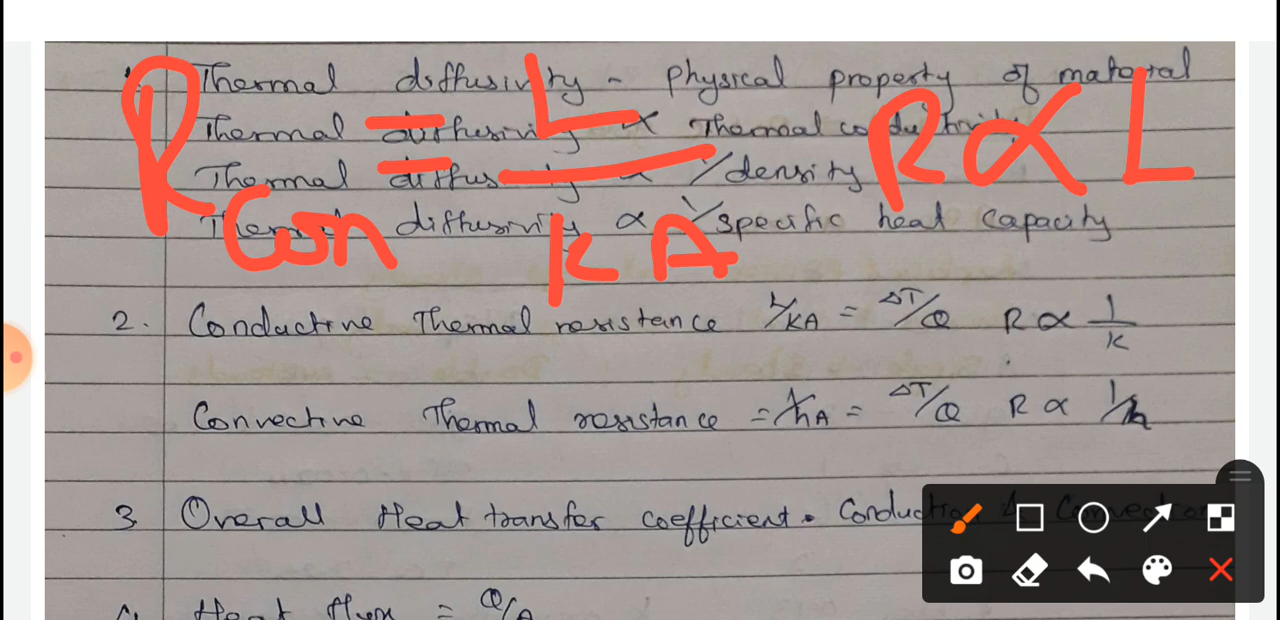 Thermal diffusivity - physical property of material
Thermal diffusivity ∝ Thermal conductivity
Thermal diffusivity ∝ 1/density
Thermal diffusivity ∝ 1/specific heat capacity
R Con = L / KA
R ∝ L
2. Conductive Thermal resistance L/KA = ΔT/Q R ∝ 1/K
Convective Thermal resistance = 1/hA = ΔT/Q R ∝ 1/h
3 Overall Heat transfer coefficient. Conduction & Convection
Heat flux = Q/A